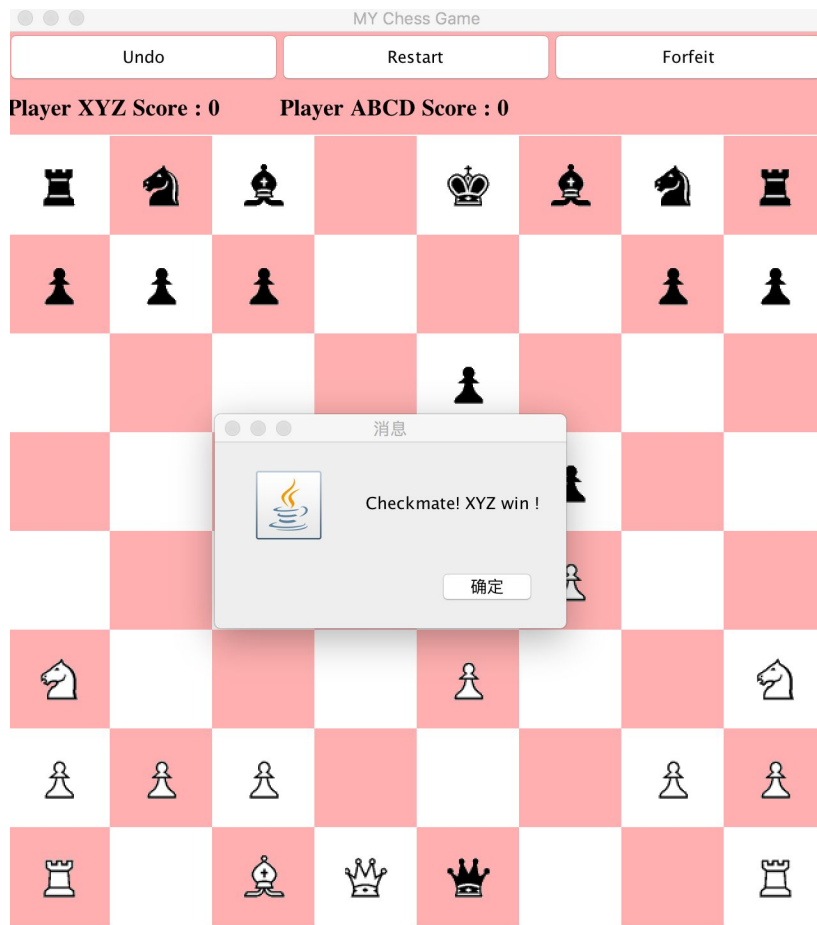 MY Chess Game
Undo Restart Forfeit
Player XYZ Score : 0 Player ABCD Score : 0
消息
Checkmate! XYZ win !
确定